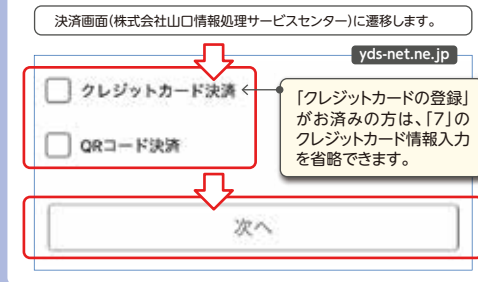 決済画面(株式会社山口情報処理サービスセンター)に遷移します。
yds-net.ne.jp
クレジットカード決済
「クレジットカードの登録」
がお済みの方は、「7」の
クレジットカード情報入力
を省略できます。
QRコード決済
次へ